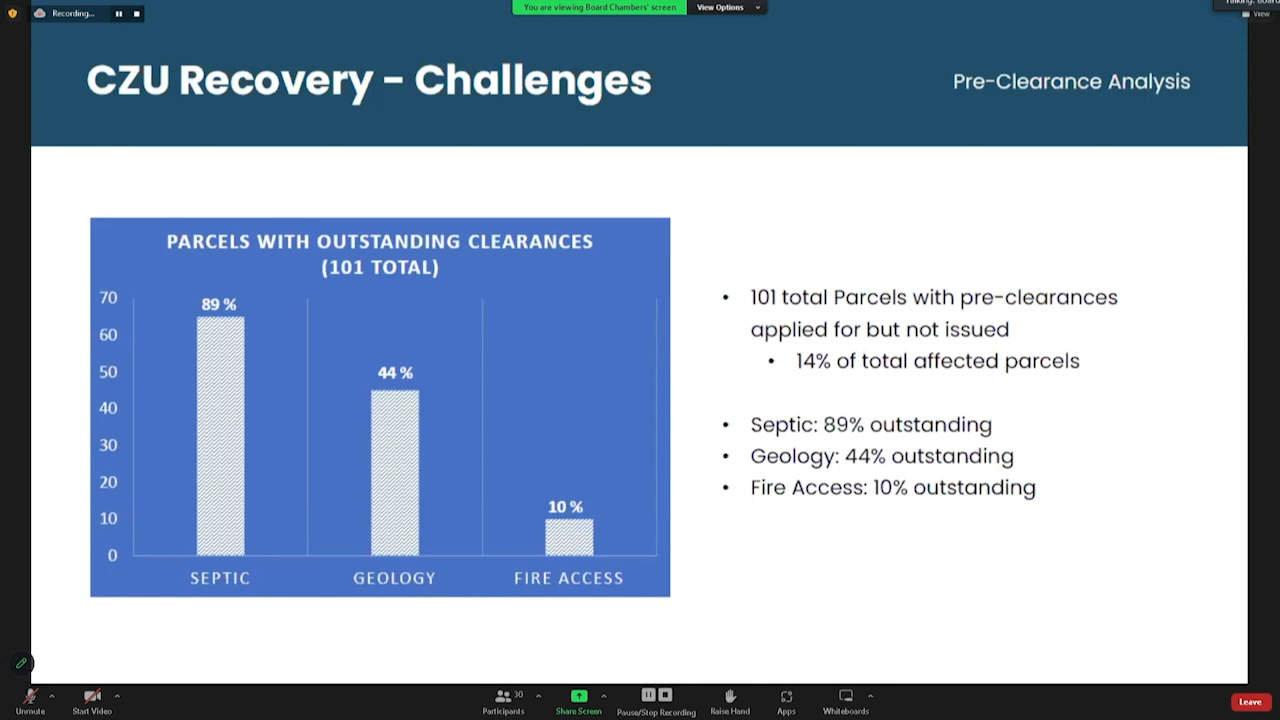 Recording...
You are viewing Board Chambers' screen
View Options
View
CZU Recovery - Challenges
Pre-Clearance Analysis
PARCELS WITH OUTSTANDING CLEARANCES
(101 TOTAL)
70
60
50
40
30
20
10
0
89 %
44 %
10 %
SEPTIC
GEOLOGY
FIRE ACCESS
• 101 total Parcels with pre-clearances
applied for but not issued
• 14% of total affected parcels
• Septic: 89% outstanding
• Geology: 44% outstanding
• Fire Access: 10% outstanding
Unmute
Start Video
Participants
30
Share Screen
Pause/Stop Recording
Raise Hand
Apps
Whiteboards
Leave